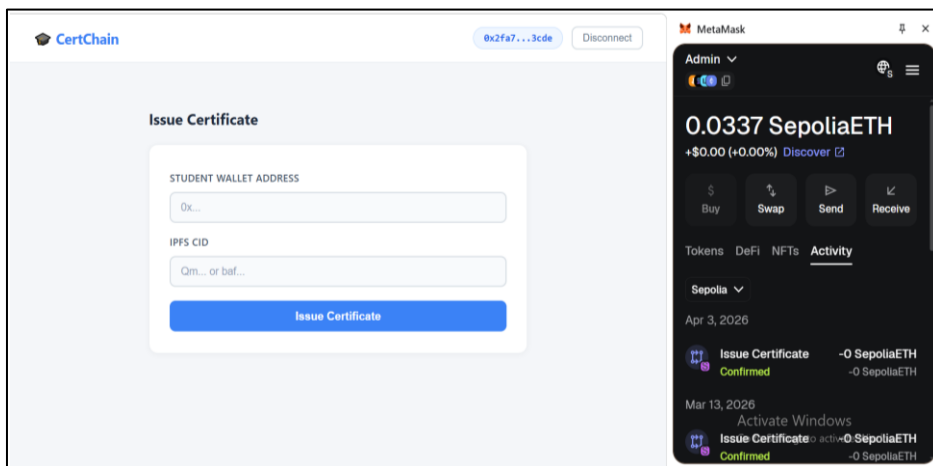 CertChain
0x2fa7...3cde
Disconnect
Issue Certificate
STUDENT WALLET ADDRESS
0x...
IPFS CID
Qm... or baf...
Issue Certificate
MetaMask
Admin
S
0.0337 SepoliaETH
+$0.00 (+0.00%) Discover
$
Buy Swap Send Receive
Tokens DeFi NFTs Activity
Sepolia
Apr 3, 2026
Issue Certificate -0 SepoliaETH
Confirmed -0 SepoliaETH
Mar 13, 2026
Activate Windows
Issue Certificate -0 SepoliaETH
Confirmed -0 SepoliaETH